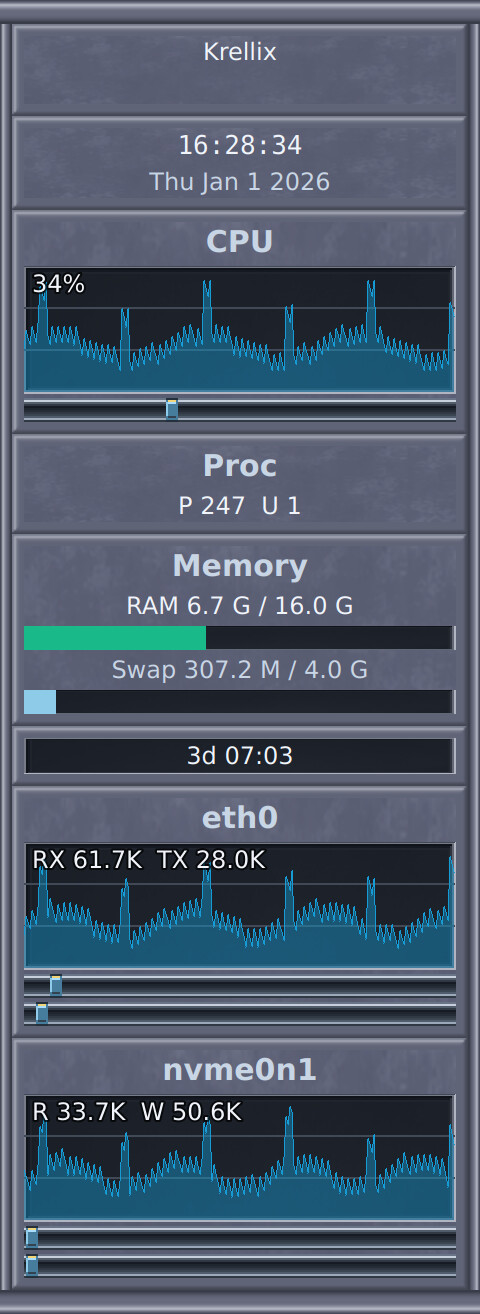 Krellix
16:28:34
Thu Jan 1 2026
CPU
34%
Proc
P 247  U 1
Memory
RAM 6.7 G / 16.0 G
Swap 307.2 M / 4.0 G
3d 07:03
eth0
RX 61.7K  TX 28.0K
nvme0n1
R 33.7K  W 50.6K